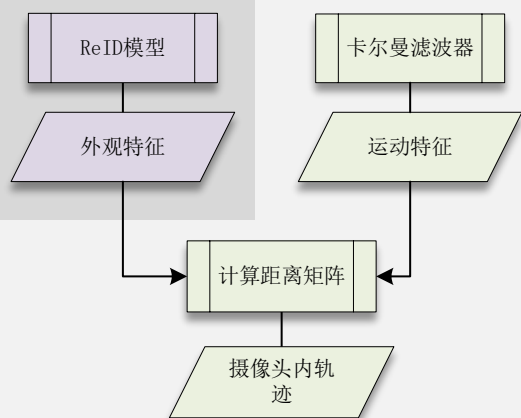 ReID模型
卡尔曼滤波器
外观特征
运动特征
计算距离矩阵
摄像头内轨
迹